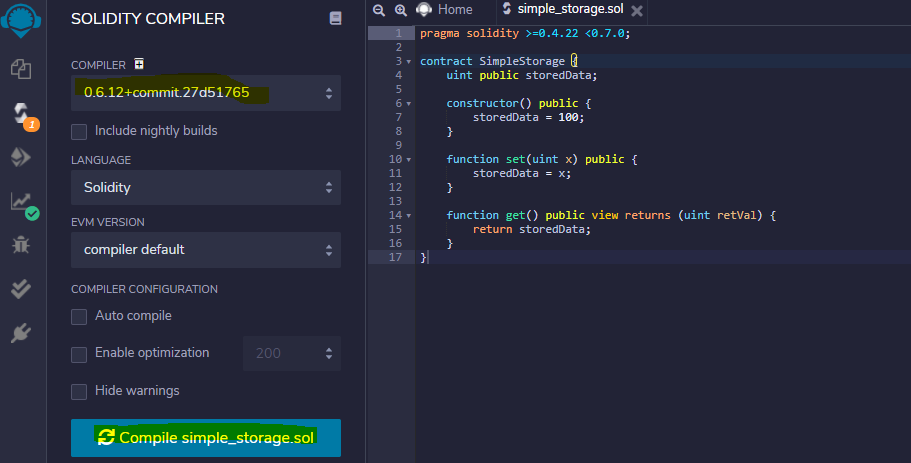 SOLIDITY COMPILER
COMPILER
0.6.12+commit.27d51765
Include nightly builds
LANGUAGE
Solidity
EVM VERSION
compiler default
COMPILER CONFIGURATION
Auto compile
Enable optimization
200
Hide warnings
Compile simple_storage.sol
1
Home
simple_storage.sol
1 pragma solidity >=0.4.22 <0.7.0;
2
3 contract SimpleStorage {
4 uint public storedData;
5
6 constructor() public {
7 storedData = 100;
8 }
9
10 function set(uint x) public {
11 storedData = x;
12 }
13
14 function get() public view returns (uint retVal) {
15 return storedData;
16 }
17 }